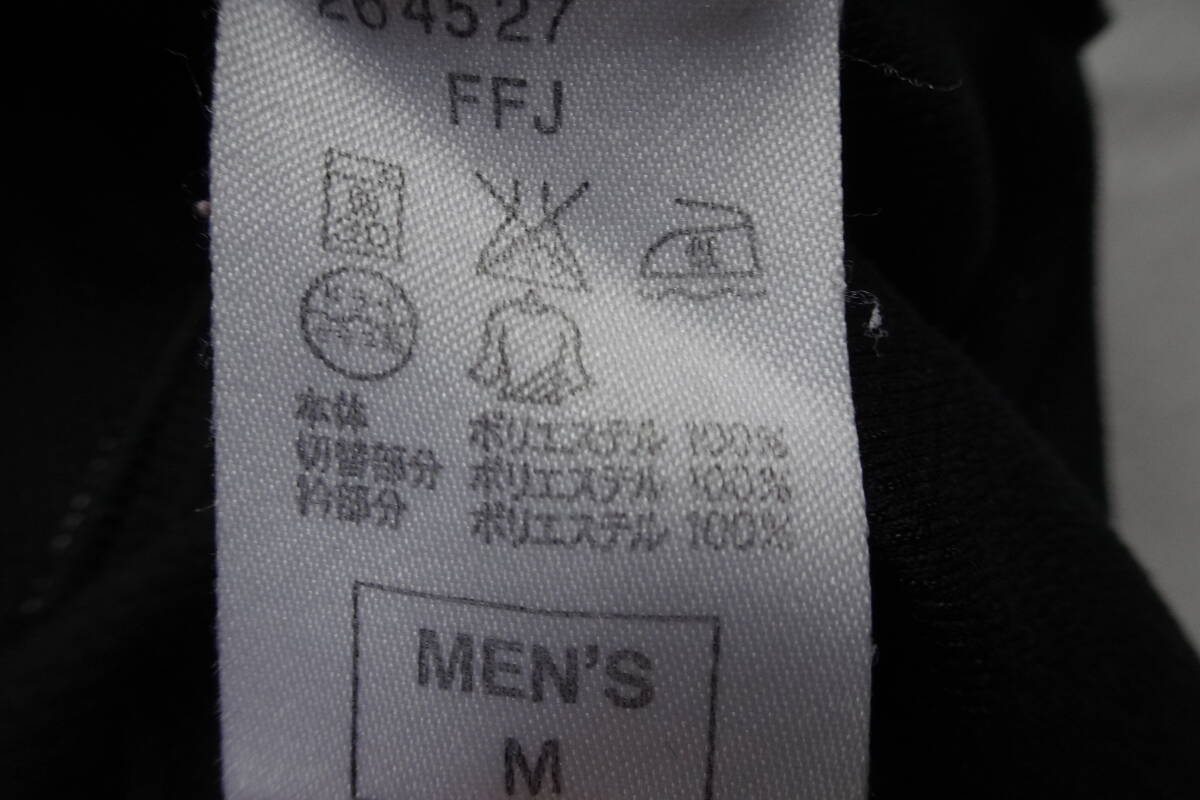 264527
FFJ
低
本体 ポリエステル 100%
切替部分 ポリエステル 100%
衿部分 ポリエステル 100%
MEN'S
M